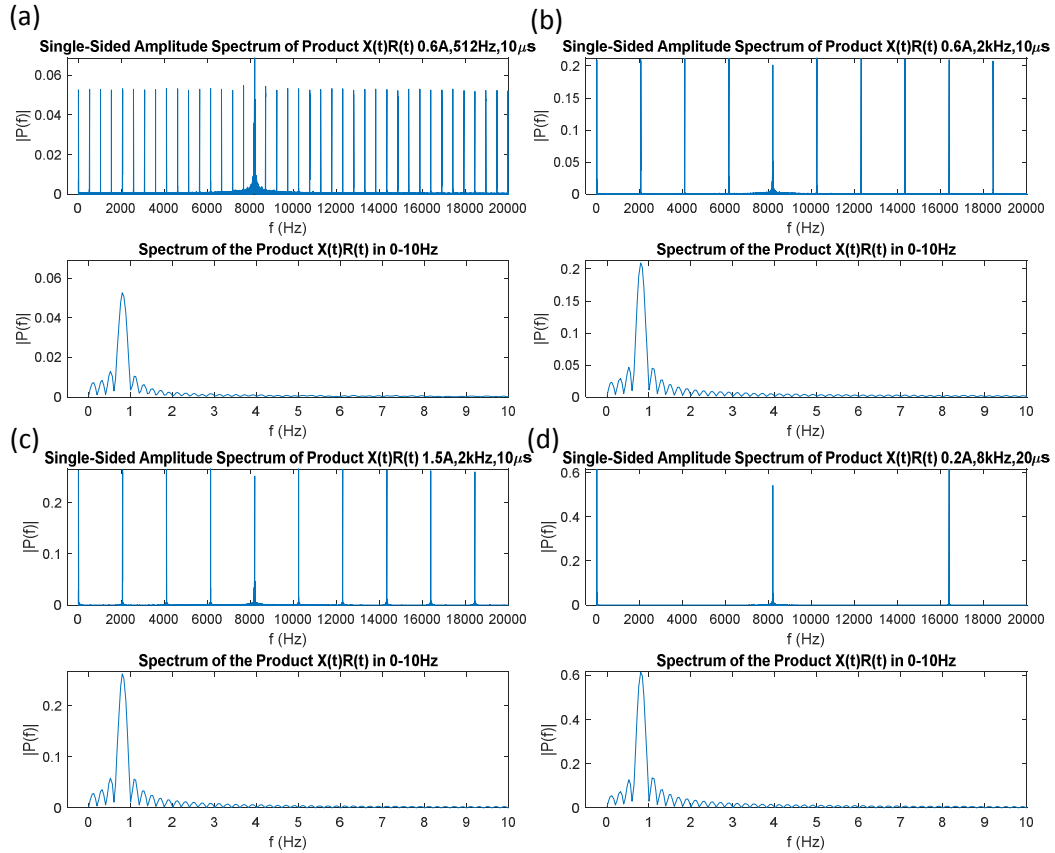 (a)
Single-Sided Amplitude Spectrum of Product X(t)R(t) 0.6A,512Hz,10μs
|P(f)|
0.06
0.04
0.02
0
0 2000 4000 6000 8000 10000 12000 14000 16000 18000 20000
f (Hz)
Spectrum of the Product X(t)R(t) in 0-10Hz
|P(f)|
0.06
0.04
0.02
0
0 1 2 3 4 5 6 7 8 9 10
f (Hz)
(b)
Single-Sided Amplitude Spectrum of Product X(t)R(t) 0.6A,2kHz,10μs
|P(f)|
0.2
0.15
0.1
0.05
0
0 2000 4000 6000 8000 10000 12000 14000 16000 18000 20000
f (Hz)
Spectrum of the Product X(t)R(t) in 0-10Hz
|P(f)|
0.2
0.15
0.1
0.05
0
0 1 2 3 4 5 6 7 8 9 10
f (Hz)
(c)
Single-Sided Amplitude Spectrum of Product X(t)R(t) 1.5A,2kHz,10μs
|P(f)|
0.2
0.1
0
0 2000 4000 6000 8000 10000 12000 14000 16000 18000 20000
f (Hz)
Spectrum of the Product X(t)R(t) in 0-10Hz
|P(f)|
0.2
0.1
0
0 1 2 3 4 5 6 7 8 9 10
f (Hz)
(d)
Single-Sided Amplitude Spectrum of Product X(t)R(t) 0.2A,8kHz,20μs
|P(f)|
0.6
0.4
0.2
0
0 2000 4000 6000 8000 10000 12000 14000 16000 18000 20000
f (Hz)
Spectrum of the Product X(t)R(t) in 0-10Hz
|P(f)|
0.6
0.4
0.2
0
0 1 2 3 4 5 6 7 8 9 10
f (Hz)